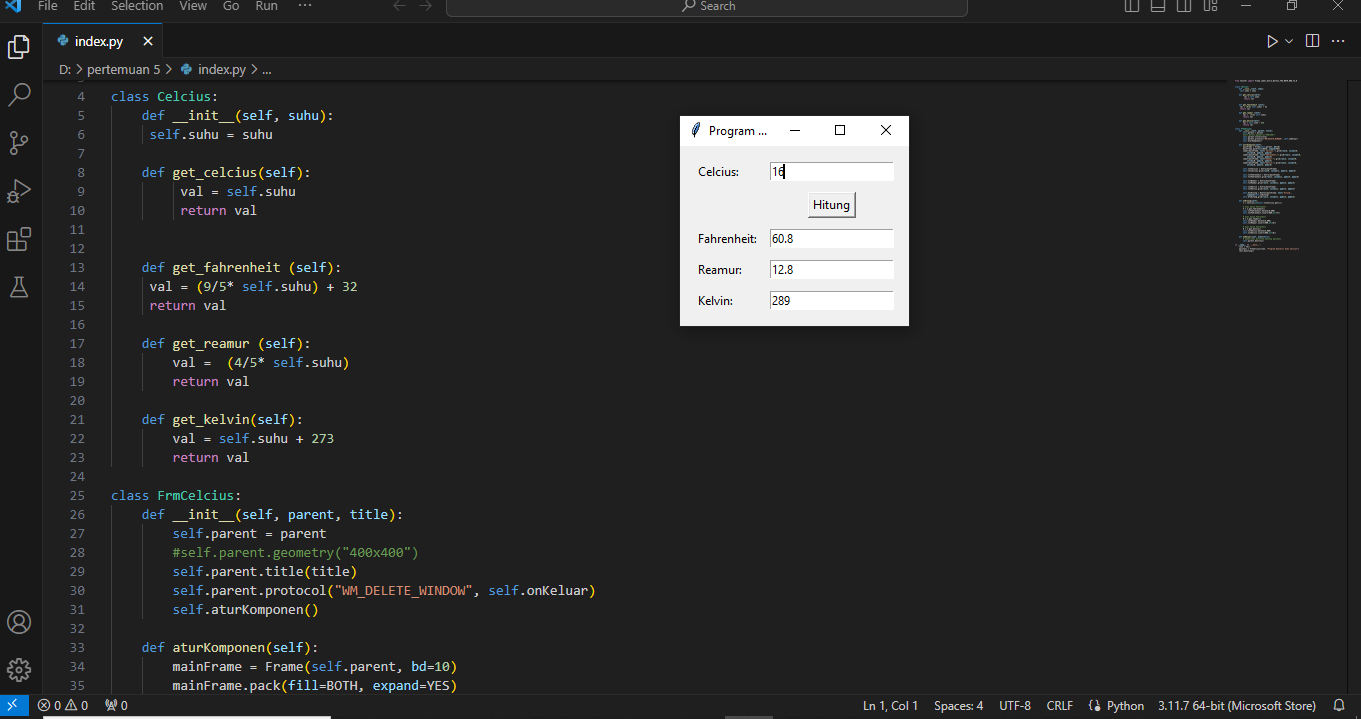 File Edit Selection View Go Run ··· Search
index.py
D: > pertemuan 5 > index.py > ...
4 class Celcius:
5 def __init__(self, suhu):
6 self.suhu = suhu
7
8 def get_celcius(self):
9 val = self.suhu
10 return val
11
12
13 def get_fahrenheit (self):
14 val = (9/5* self.suhu) + 32
15 return val
16
17 def get_reamur (self):
18 val =  (4/5* self.suhu)
19 return val
20
21 def get_kelvin(self):
22 val = self.suhu + 273
23 return val
24
25 class FrmCelcius:
26 def __init__(self, parent, title):
27 self.parent = parent
28 #self.parent.geometry("400x400")
29 self.parent.title(title)
30 self.parent.protocol("WM_DELETE_WINDOW", self.onKeluar)
31 self.aturKomponen()
32
33 def aturKomponen(self):
34 mainFrame = Frame(self.parent, bd=10)
35 mainFrame.pack(fill=BOTH, expand=YES)
Program ...
Celcius: 16
Hitung
Fahrenheit: 60.8
Reamur: 12.8
Kelvin: 289
0 0 0 Ln 1, Col 1 Spaces: 4 UTF-8 CRLF Python 3.11.7 64-bit (Microsoft Store)